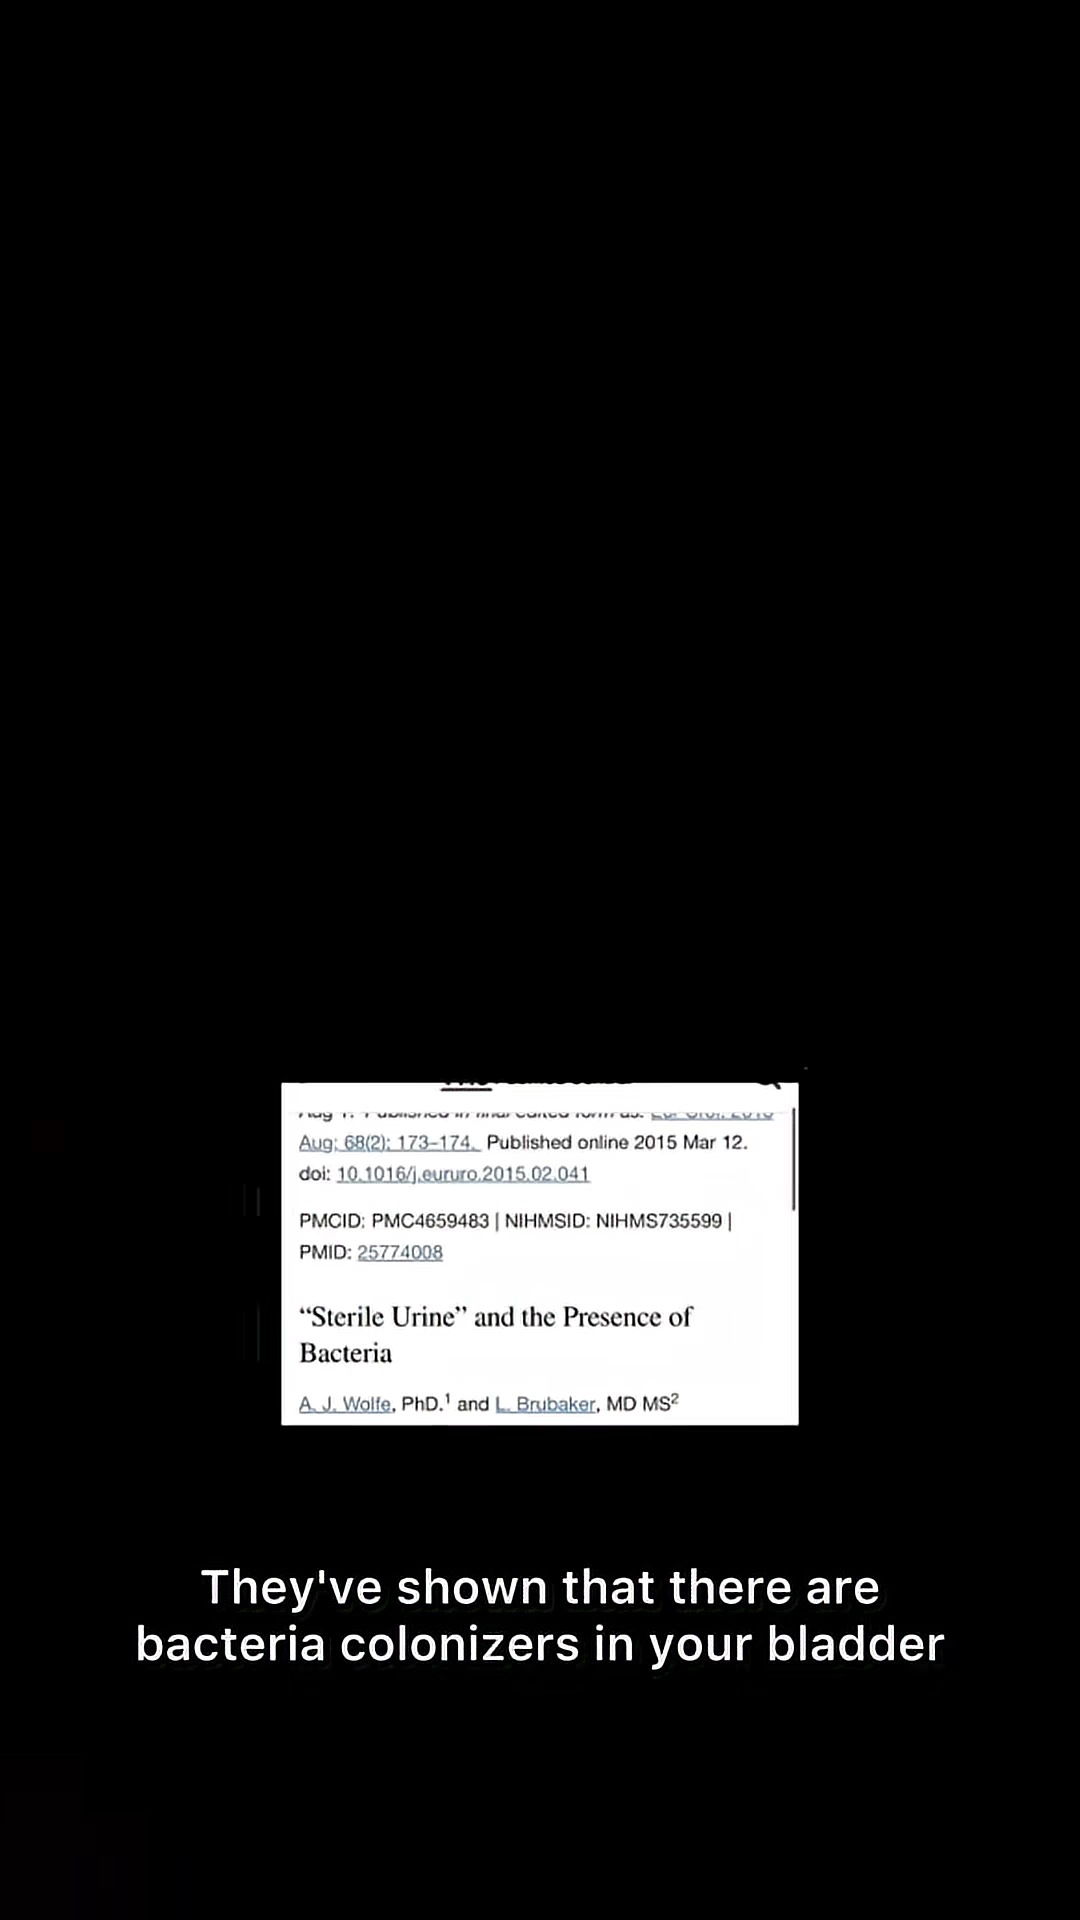 Aug; 68(2): 173–174. Published online 2015 Mar 12.
doi: 10.1016/j.eururo.2015.02.041
PMCID: PMC4659483 | NIHMSID: NIHMS735599 |
PMID: 25774008
“Sterile Urine” and the Presence of
Bacteria
A. J. Wolfe, PhD.1 and L. Brubaker, MD MS2
They've shown that there are
bacteria colonizers in your bladder